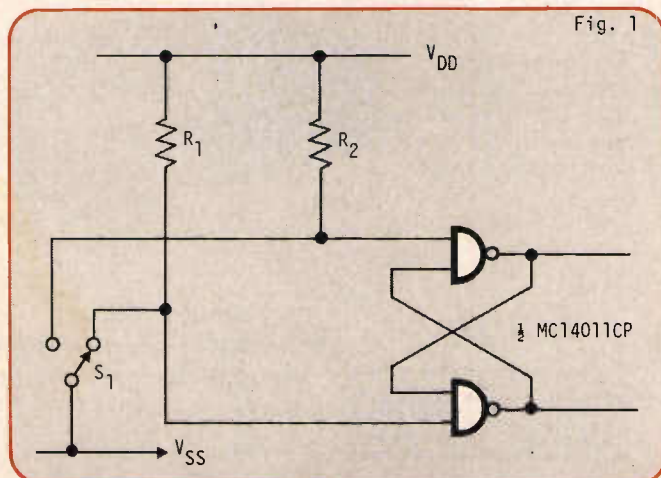 Fig. 1
V_DD
R_1
R_2
½ MC14011CP
S_1
V_SS